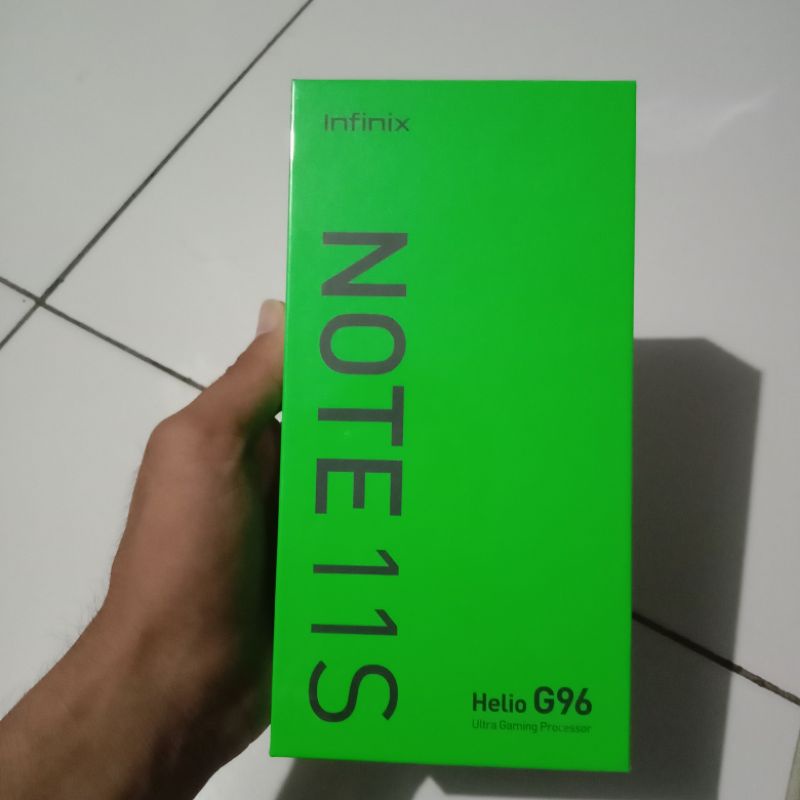 Infinix
NOTE 11S
Helio G96
Ultra Gaming Processor